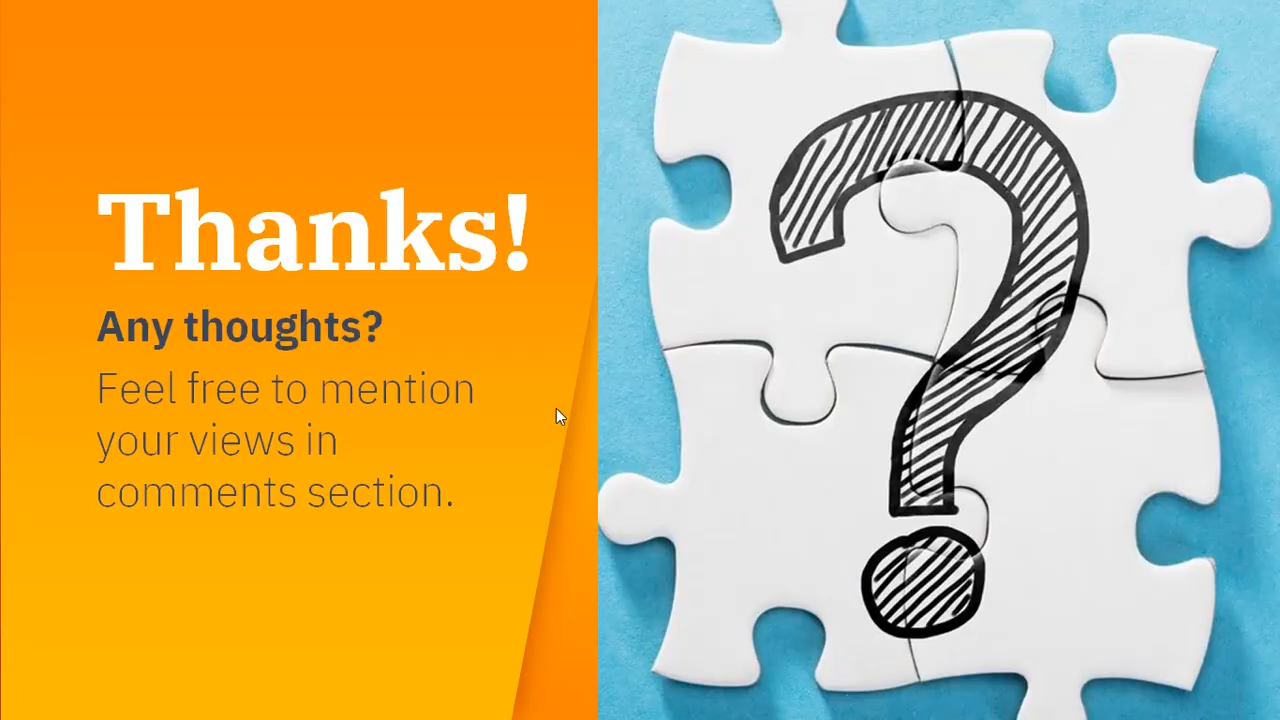 Thanks!
Any thoughts?
Feel free to mention
your views in
comments section.
?